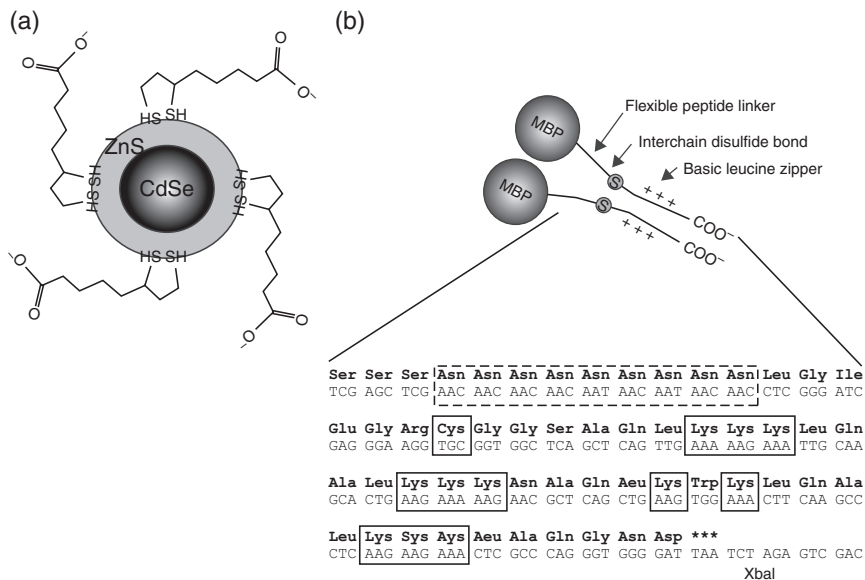 (a)
(b)
O
O⁻
O
O⁻
HS SH
ZnS
CdSe
HS SH
HS SH
HS SH
O⁻
O
O
O⁻
MBP
MBP
Flexible peptide linker
Interchain disulfide bond
Basic leucine zipper
S
S
+++
+++
COO⁻
COO⁻
Ser Ser Ser Asn Asn Asn Asn Asn Asn Asn Asn Asn Leu Gly Ile
TCG AGC TCG AAC AAC AAC AAC AAT AAC AAT AAC AAC CTC GGG ATC
Glu Gly Arg Cys Gly Gly Ser Ala Gln Leu Lys Lys Lys Leu Gln
GAG GGA AGG TGC GGT GGC TCA GCT CAG TTG AAA AAG AAA TTG CAA
Ala Leu Lys Lys Lys Asn Ala Gln Aeu Lys Trp Lys Leu Gln Ala
GCA CTG AAG AAA AAG AAC GCT CAG CTG AAG TGG AAA CTT CAA GCC
Leu Lys Sys Ays Aeu Ala Gln Gly Asn Asp ***
CTC AAG AAG AAA CTC GCC CAG GGT GGG GAT TAA TCT AGA GTC GAC
XbaI